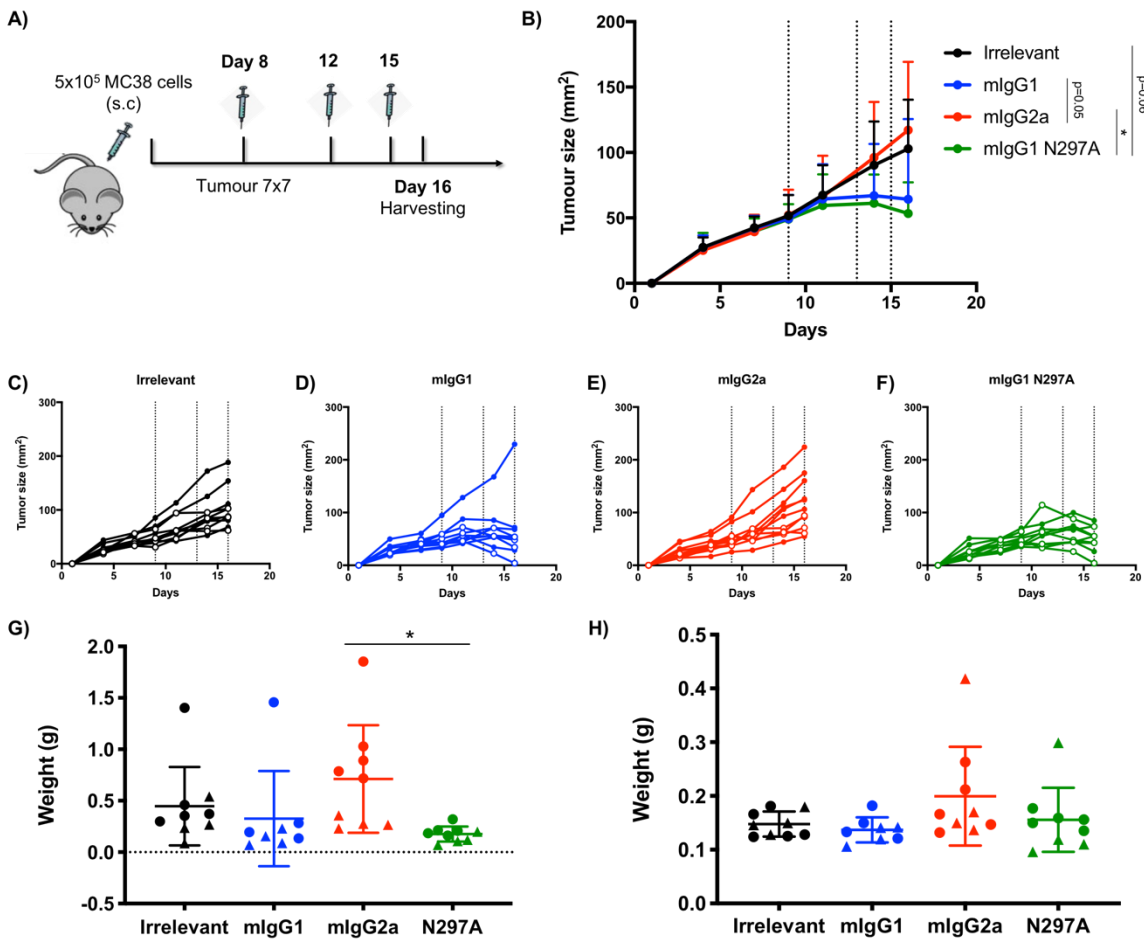 A)
5x10⁵ MC38 cells
(s.c)
Day 8
12
15
Tumour 7x7
Day 16
Harvesting
B)
Tumour size (mm²)
200
150
100
50
0
0
5
10
15
20
Days
Irrelevant
mIgG1
mIgG2a
mIgG1 N297A
p=0.05
*
p=0.06
C)
Irrelevant
Tumor size (mm²)
300
200
100
0
0
5
10
15
20
Days
D)
mIgG1
Tumor size (mm²)
300
200
100
0
0
5
10
15
20
Days
E)
mIgG2a
Tumor size (mm²)
300
200
100
0
0
5
10
15
20
Days
F)
mIgG1 N297A
Tumor size (mm²)
300
200
100
0
0
5
10
15
20
Days
G)
Weight (g)
2.0
1.5
1.0
0.5
0.0
-0.5
*
Irrelevant
mIgG1
mIgG2a
N297A
H)
Weight (g)
0.5
0.4
0.3
0.2
0.1
0.0
Irrelevant
mIgG1
mIgG2a
N297A